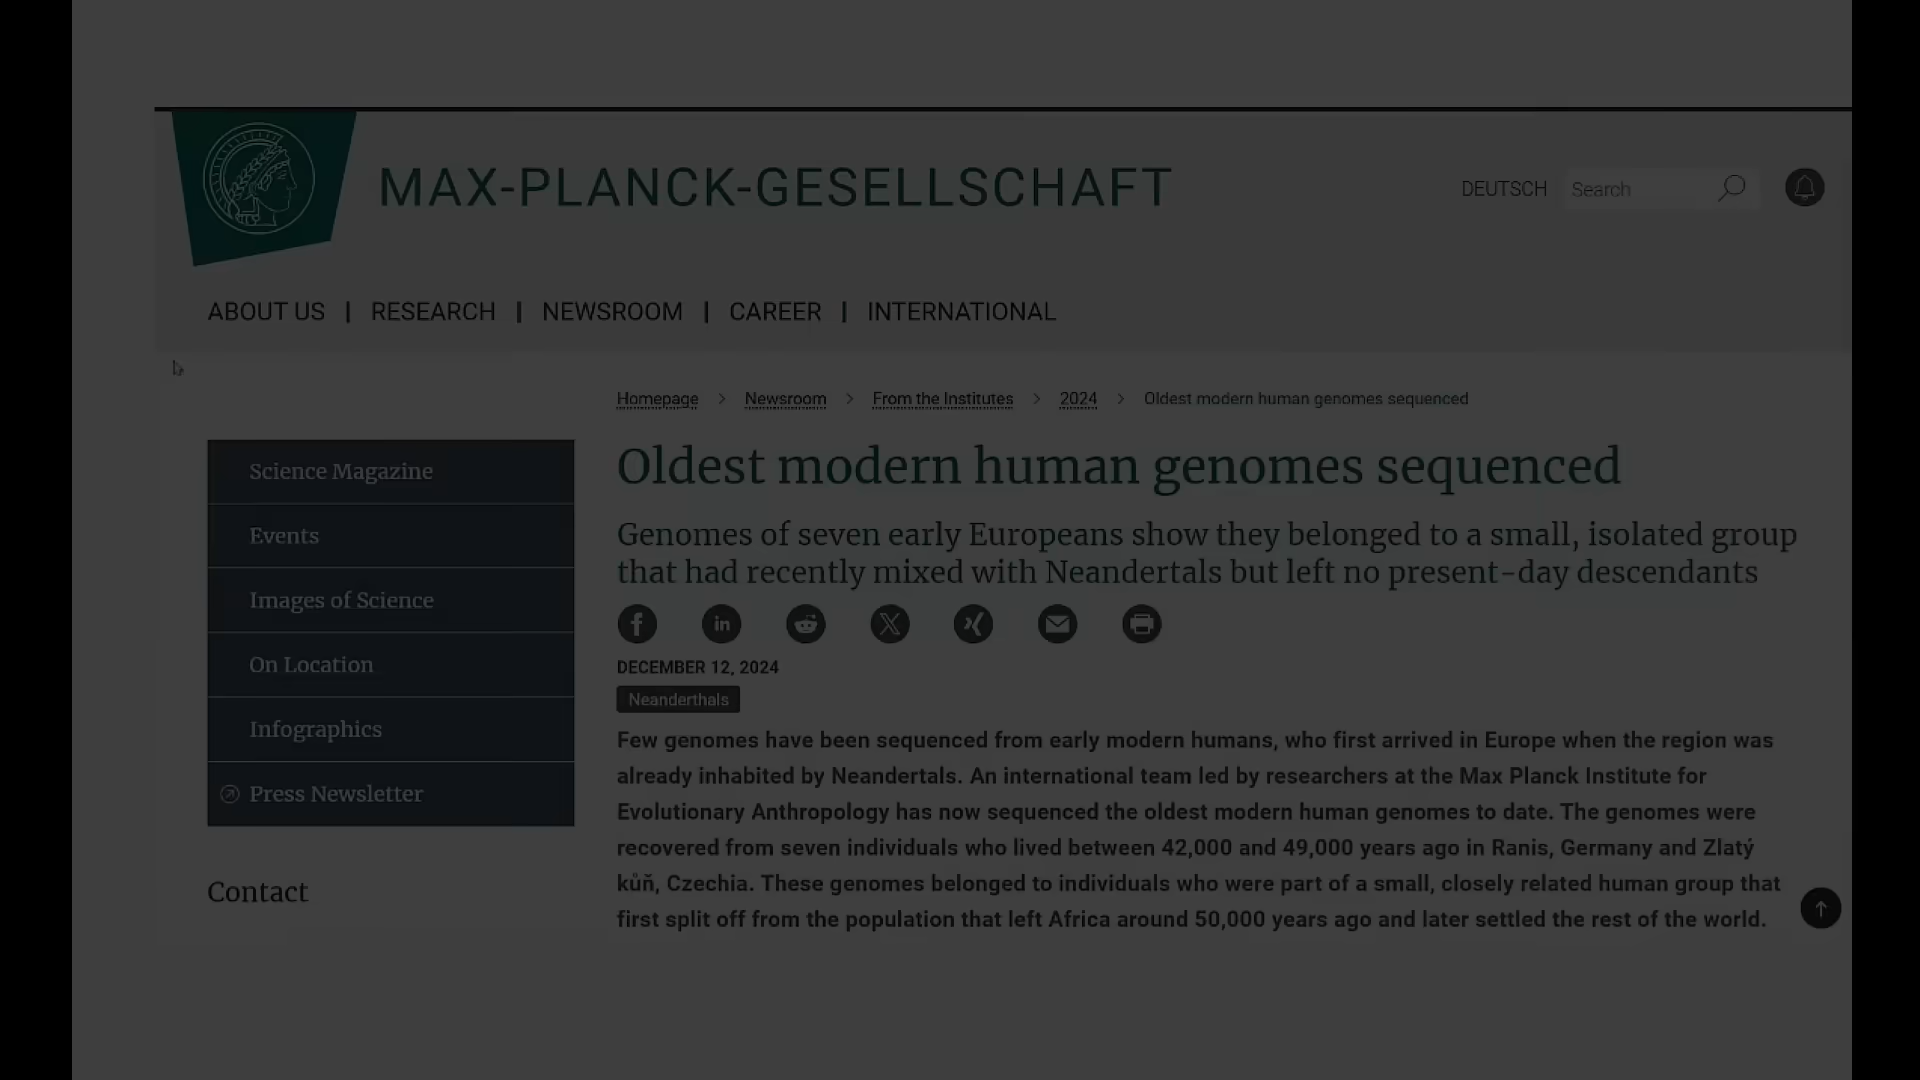 MAX-PLANCK-GESELLSCHAFT
DEUTSCH
Search
ABOUT US | RESEARCH | NEWSROOM | CAREER | INTERNATIONAL
Homepage > Newsroom > From the Institutes > 2024 > Oldest modern human genomes sequenced
Science Magazine
Events
Images of Science
On Location
Infographics
Press Newsletter
Contact
Oldest modern human genomes sequenced
Genomes of seven early Europeans show they belonged to a small, isolated group
that had recently mixed with Neandertals but left no present-day descendants
DECEMBER 12, 2024
Neanderthals
Few genomes have been sequenced from early modern humans, who first arrived in Europe when the region was
already inhabited by Neandertals. An international team led by researchers at the Max Planck Institute for
Evolutionary Anthropology has now sequenced the oldest modern human genomes to date. The genomes were
recovered from seven individuals who lived between 42,000 and 49,000 years ago in Ranis, Germany and Zlatý
kůň, Czechia. These genomes belonged to individuals who were part of a small, closely related human group that
first split off from the population that left Africa around 50,000 years ago and later settled the rest of the world.